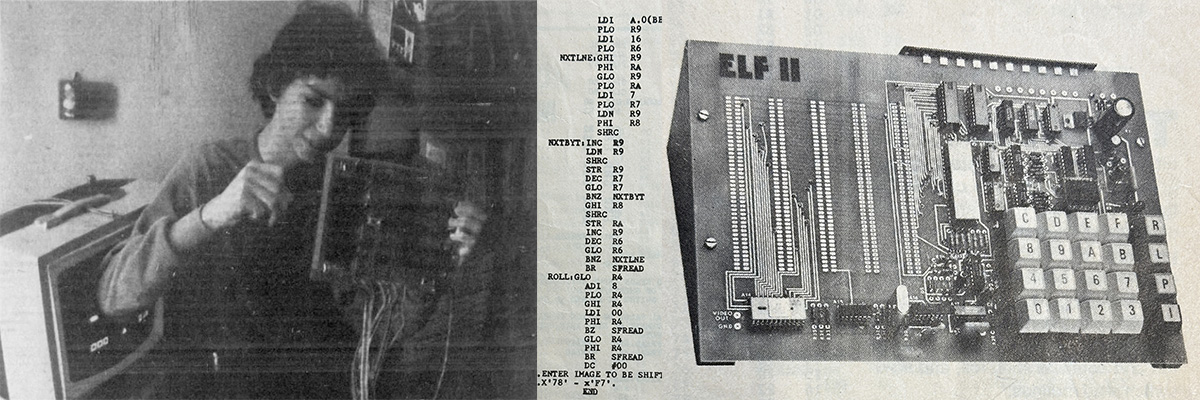 LDI A.0(BE
PLO R9
LDI 16
PLO R6
NXTLNE:GHI R9
PHI RA
GLO R9
PLO RA
LDI 7
PLO R7
LDN R9
PHI R8
SHRC
NXTBYT:INC R9
LDN R9
SHRC
STR R9
DEC R7
GLO R7
BNZ NXTBYT
GHI R8
SHRC
STR RA
INC R9
DEC R6
GLO R6
BNZ NXTLNE
BR SPREAD
ROLL:GLO R4
ADI 8
PLO R4
GHI R4
LDI 00
PHI R4
BZ SPREAD
GLO R4
PHI R4
BR SPREAD
DC #00
.ENTER IMAGE TO BE SHIFT
.X'78' - X'F7'.
END
ELF II
C D E F R
8 9 A B L
4 5 6 7 P
0 1 2 3 I
VIDEO
OUT
GND